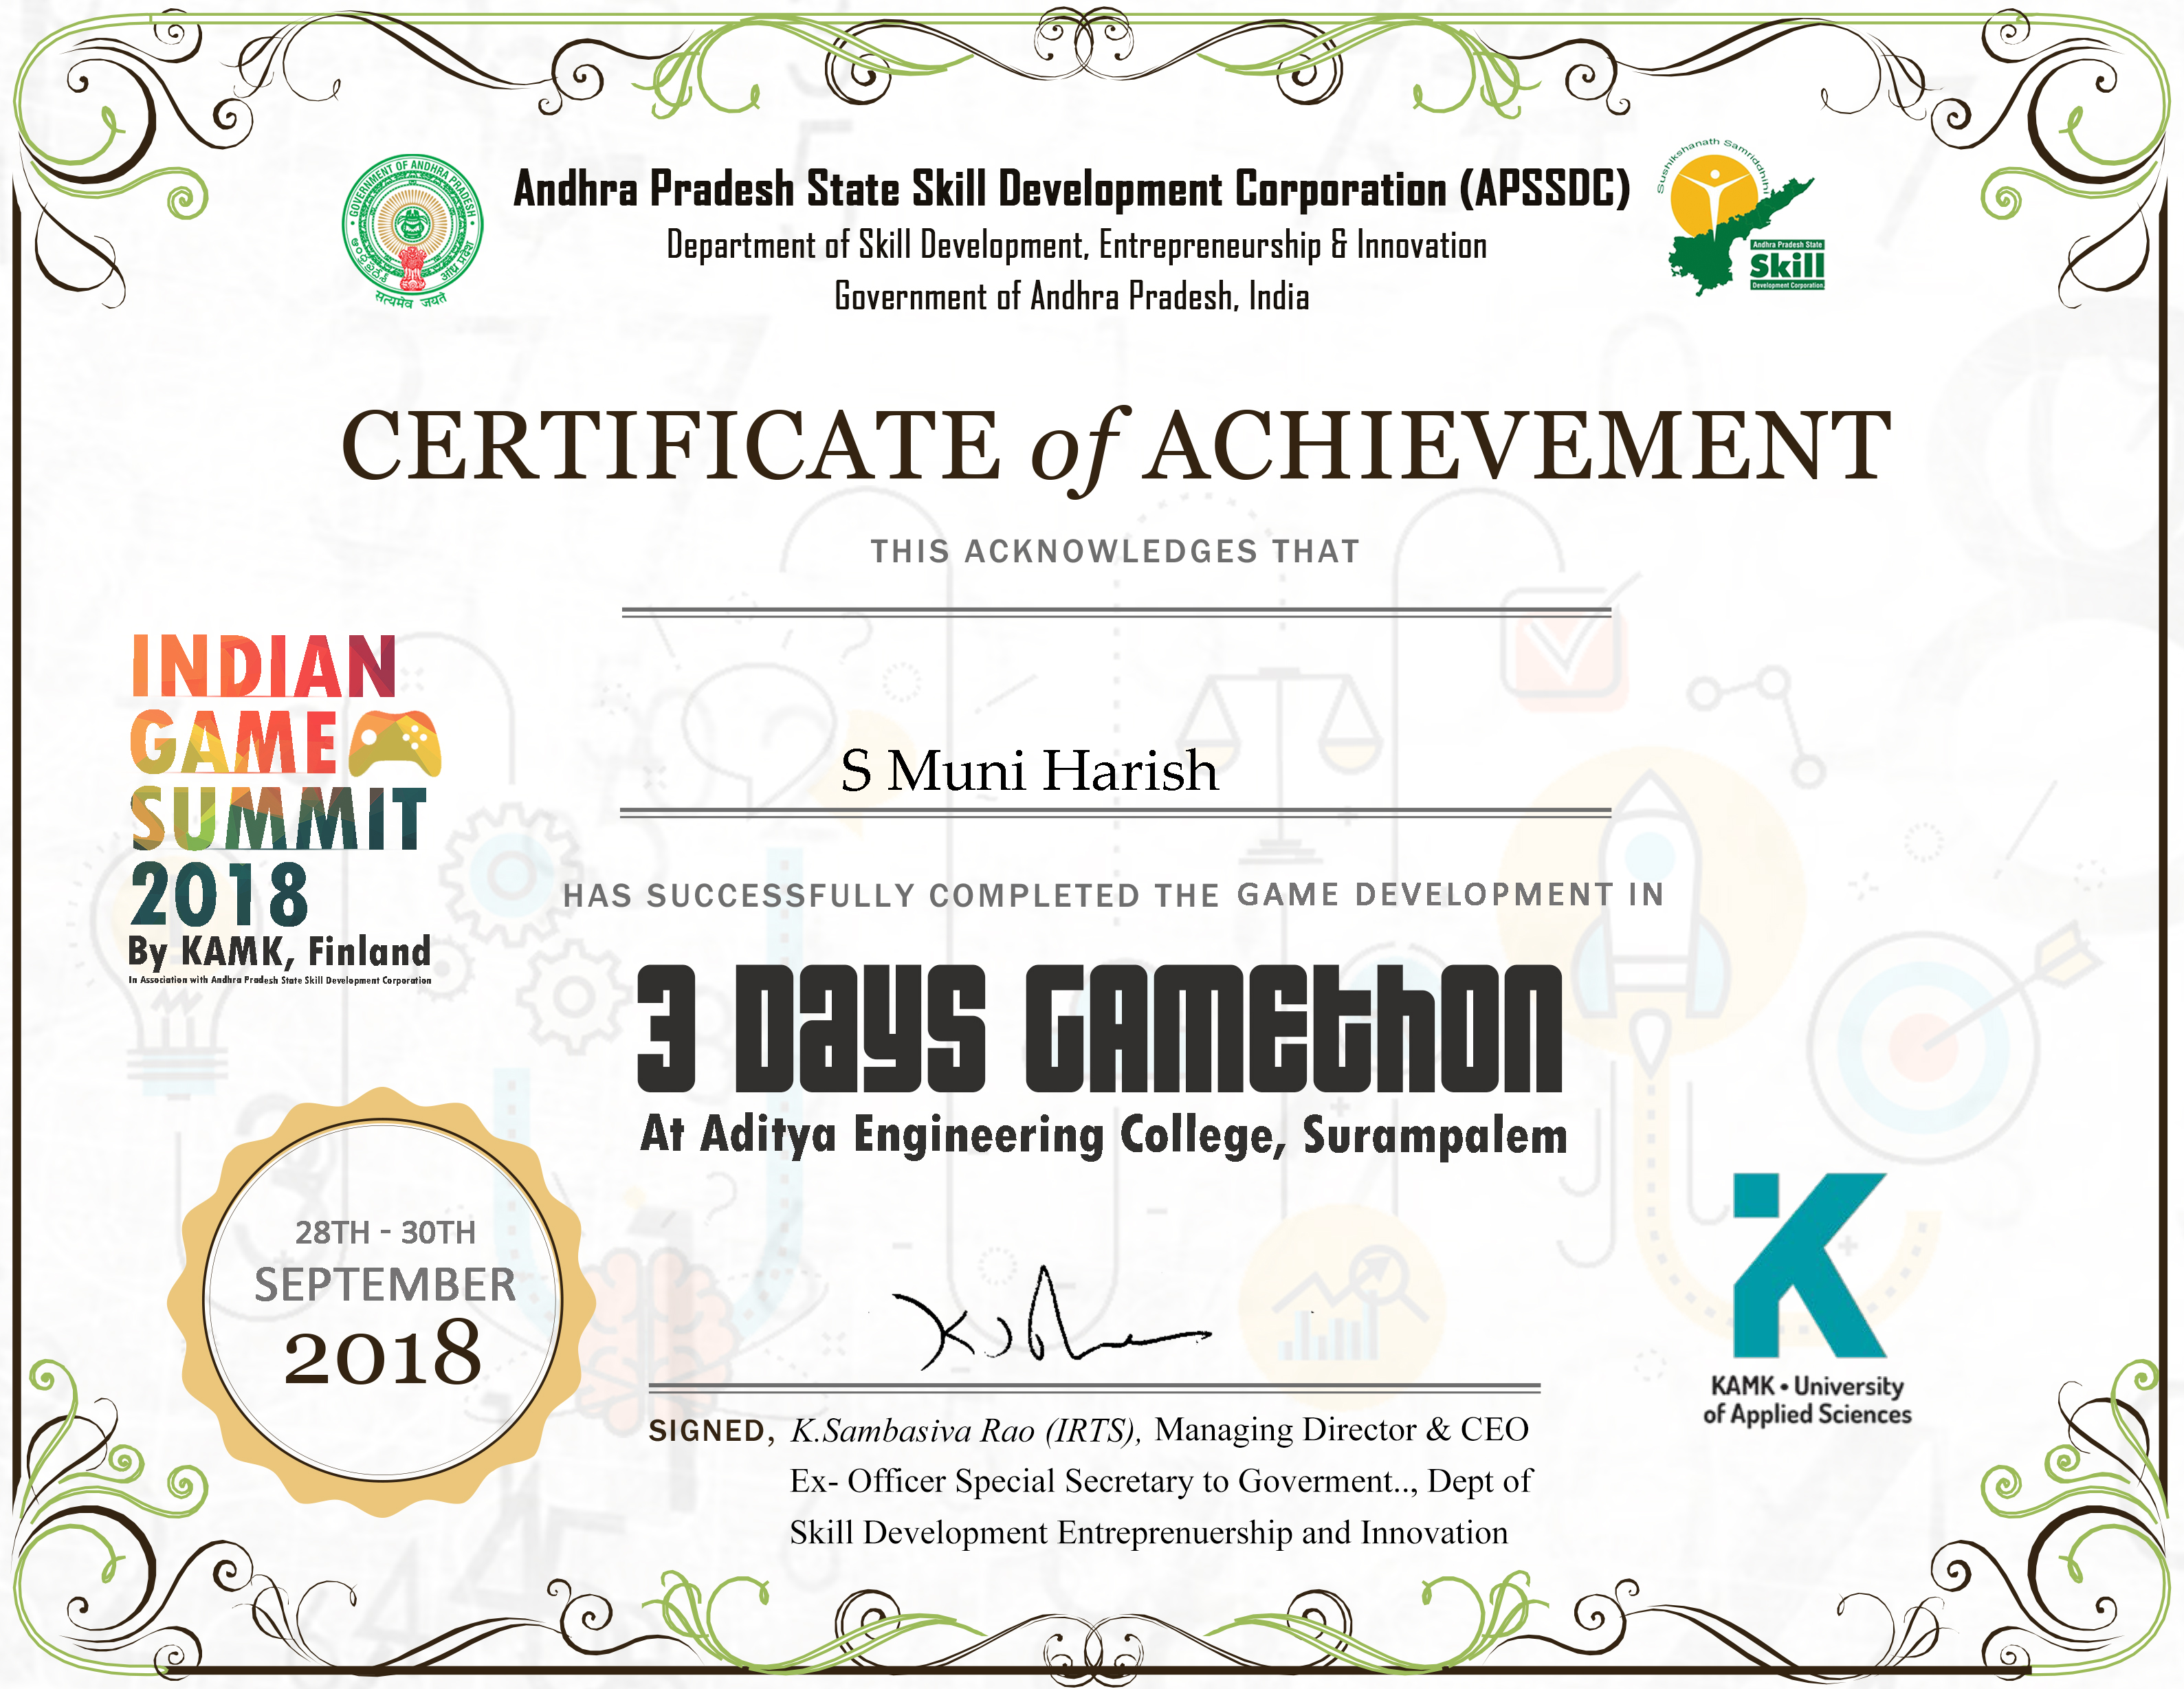 GOVERNMENT OF ANDHRA PRADESH
सत्यमेव जयते
Andhra Pradesh State Skill Development Corporation (APSSDC)
Department of Skill Development, Entrepreneurship & Innovation
Government of Andhra Pradesh, India
Sushikshanath Samriddhihi
Andhra Pradesh State
Skill
Development Corporation
CERTIFICATE of ACHIEVEMENT
THIS ACKNOWLEDGES THAT
INDIAN
GAME
SUMMIT
2018
By KAMK, Finland
In Association with Andhra Pradesh State Skill Development Corporation
S Muni Harish
HAS SUCCESSFULLY COMPLETED THE GAME DEVELOPMENT IN
3 Days GAMEthON
At Aditya Engineering College, Surampalem
28TH - 30TH
SEPTEMBER
2018
SIGNED, K.Sambasiva Rao (IRTS), Managing Director & CEO
Ex- Officer Special Secretary to Goverment.., Dept of
Skill Development Entreprenuership and Innovation
KAMK • University
of Applied Sciences